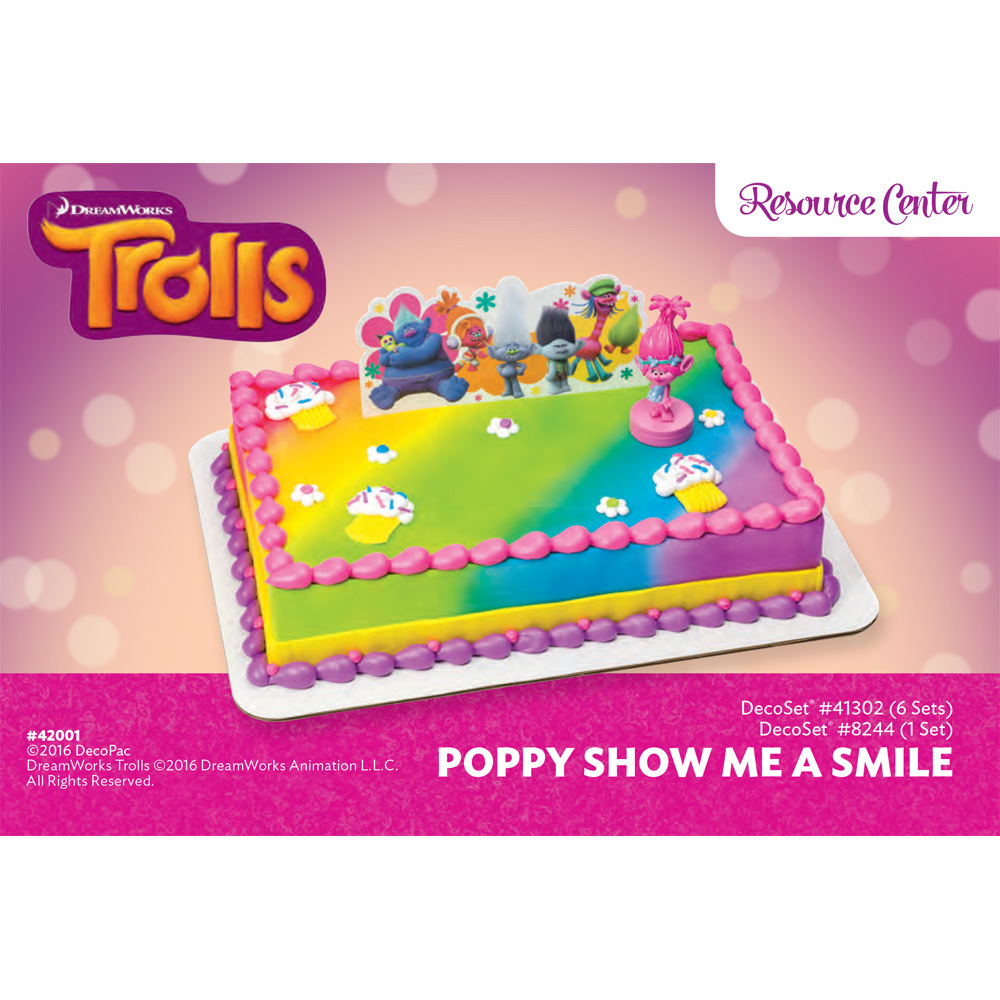 DREAMWORKS
Trolls
Resource Center
#42001
©2016 DecoPac
DreamWorks Trolls ©2016 DreamWorks Animation L.L.C.
All Rights Reserved.
DecoSet® #41302 (6 Sets)
DecoSet® #8244 (1 Set)
POPPY SHOW ME A SMILE